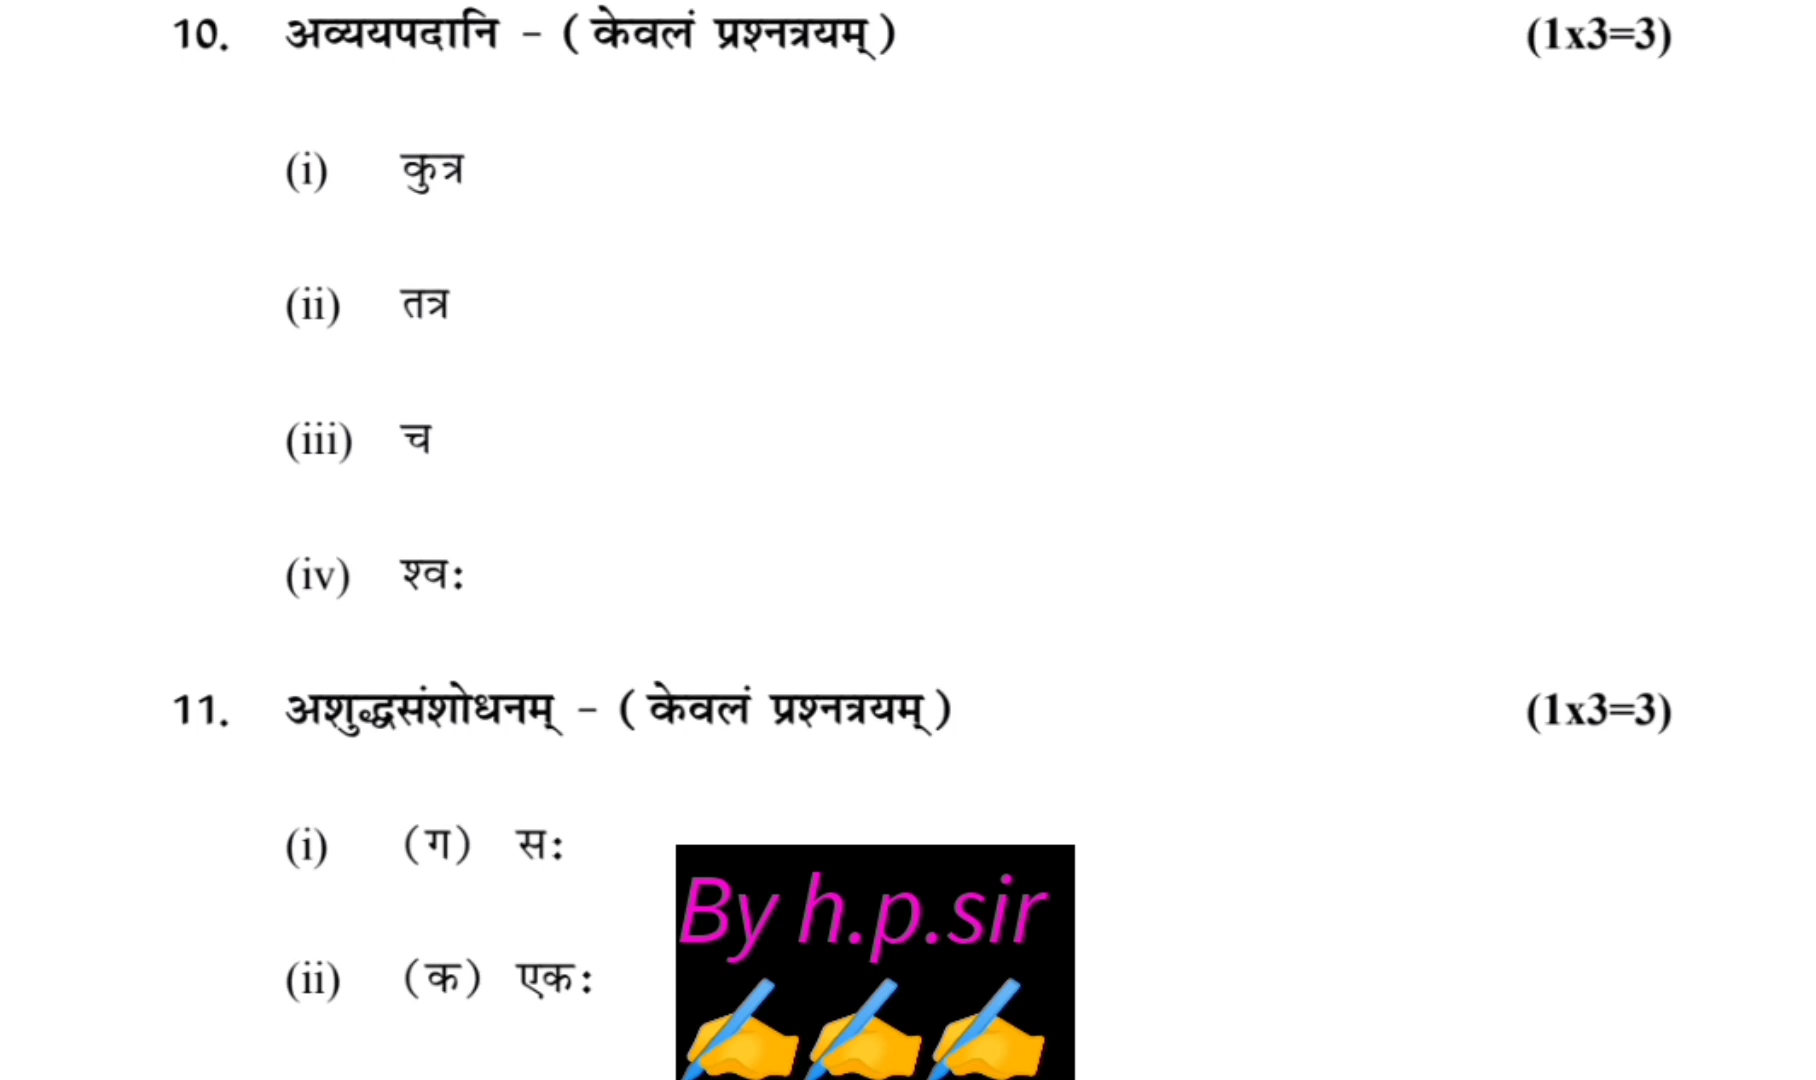 10. अव्ययपदानि - ( केवलं प्रश्नत्रयम् ) (1x3=3)
(i) कुत्र
(ii) तत्र
(iii) च
(iv) श्वः
11. अशुद्धसंशोधनम् - ( केवलं प्रश्नत्रयम् ) (1x3=3)
(i) (ग) सः
(ii) (क) एकः
By h.p.sir